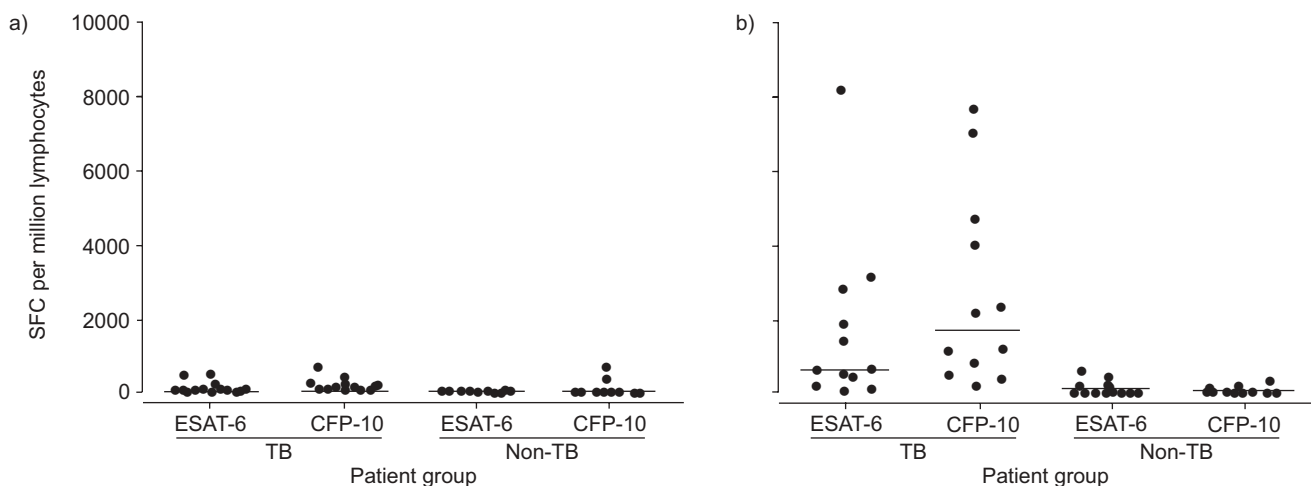 a)
SFC per million lymphocytes
10000
8000
6000
4000
2000
0
ESAT-6 CFP-10 ESAT-6 CFP-10
TB Non-TB
Patient group
b)
ESAT-6 CFP-10 ESAT-6 CFP-10
TB Non-TB
Patient group